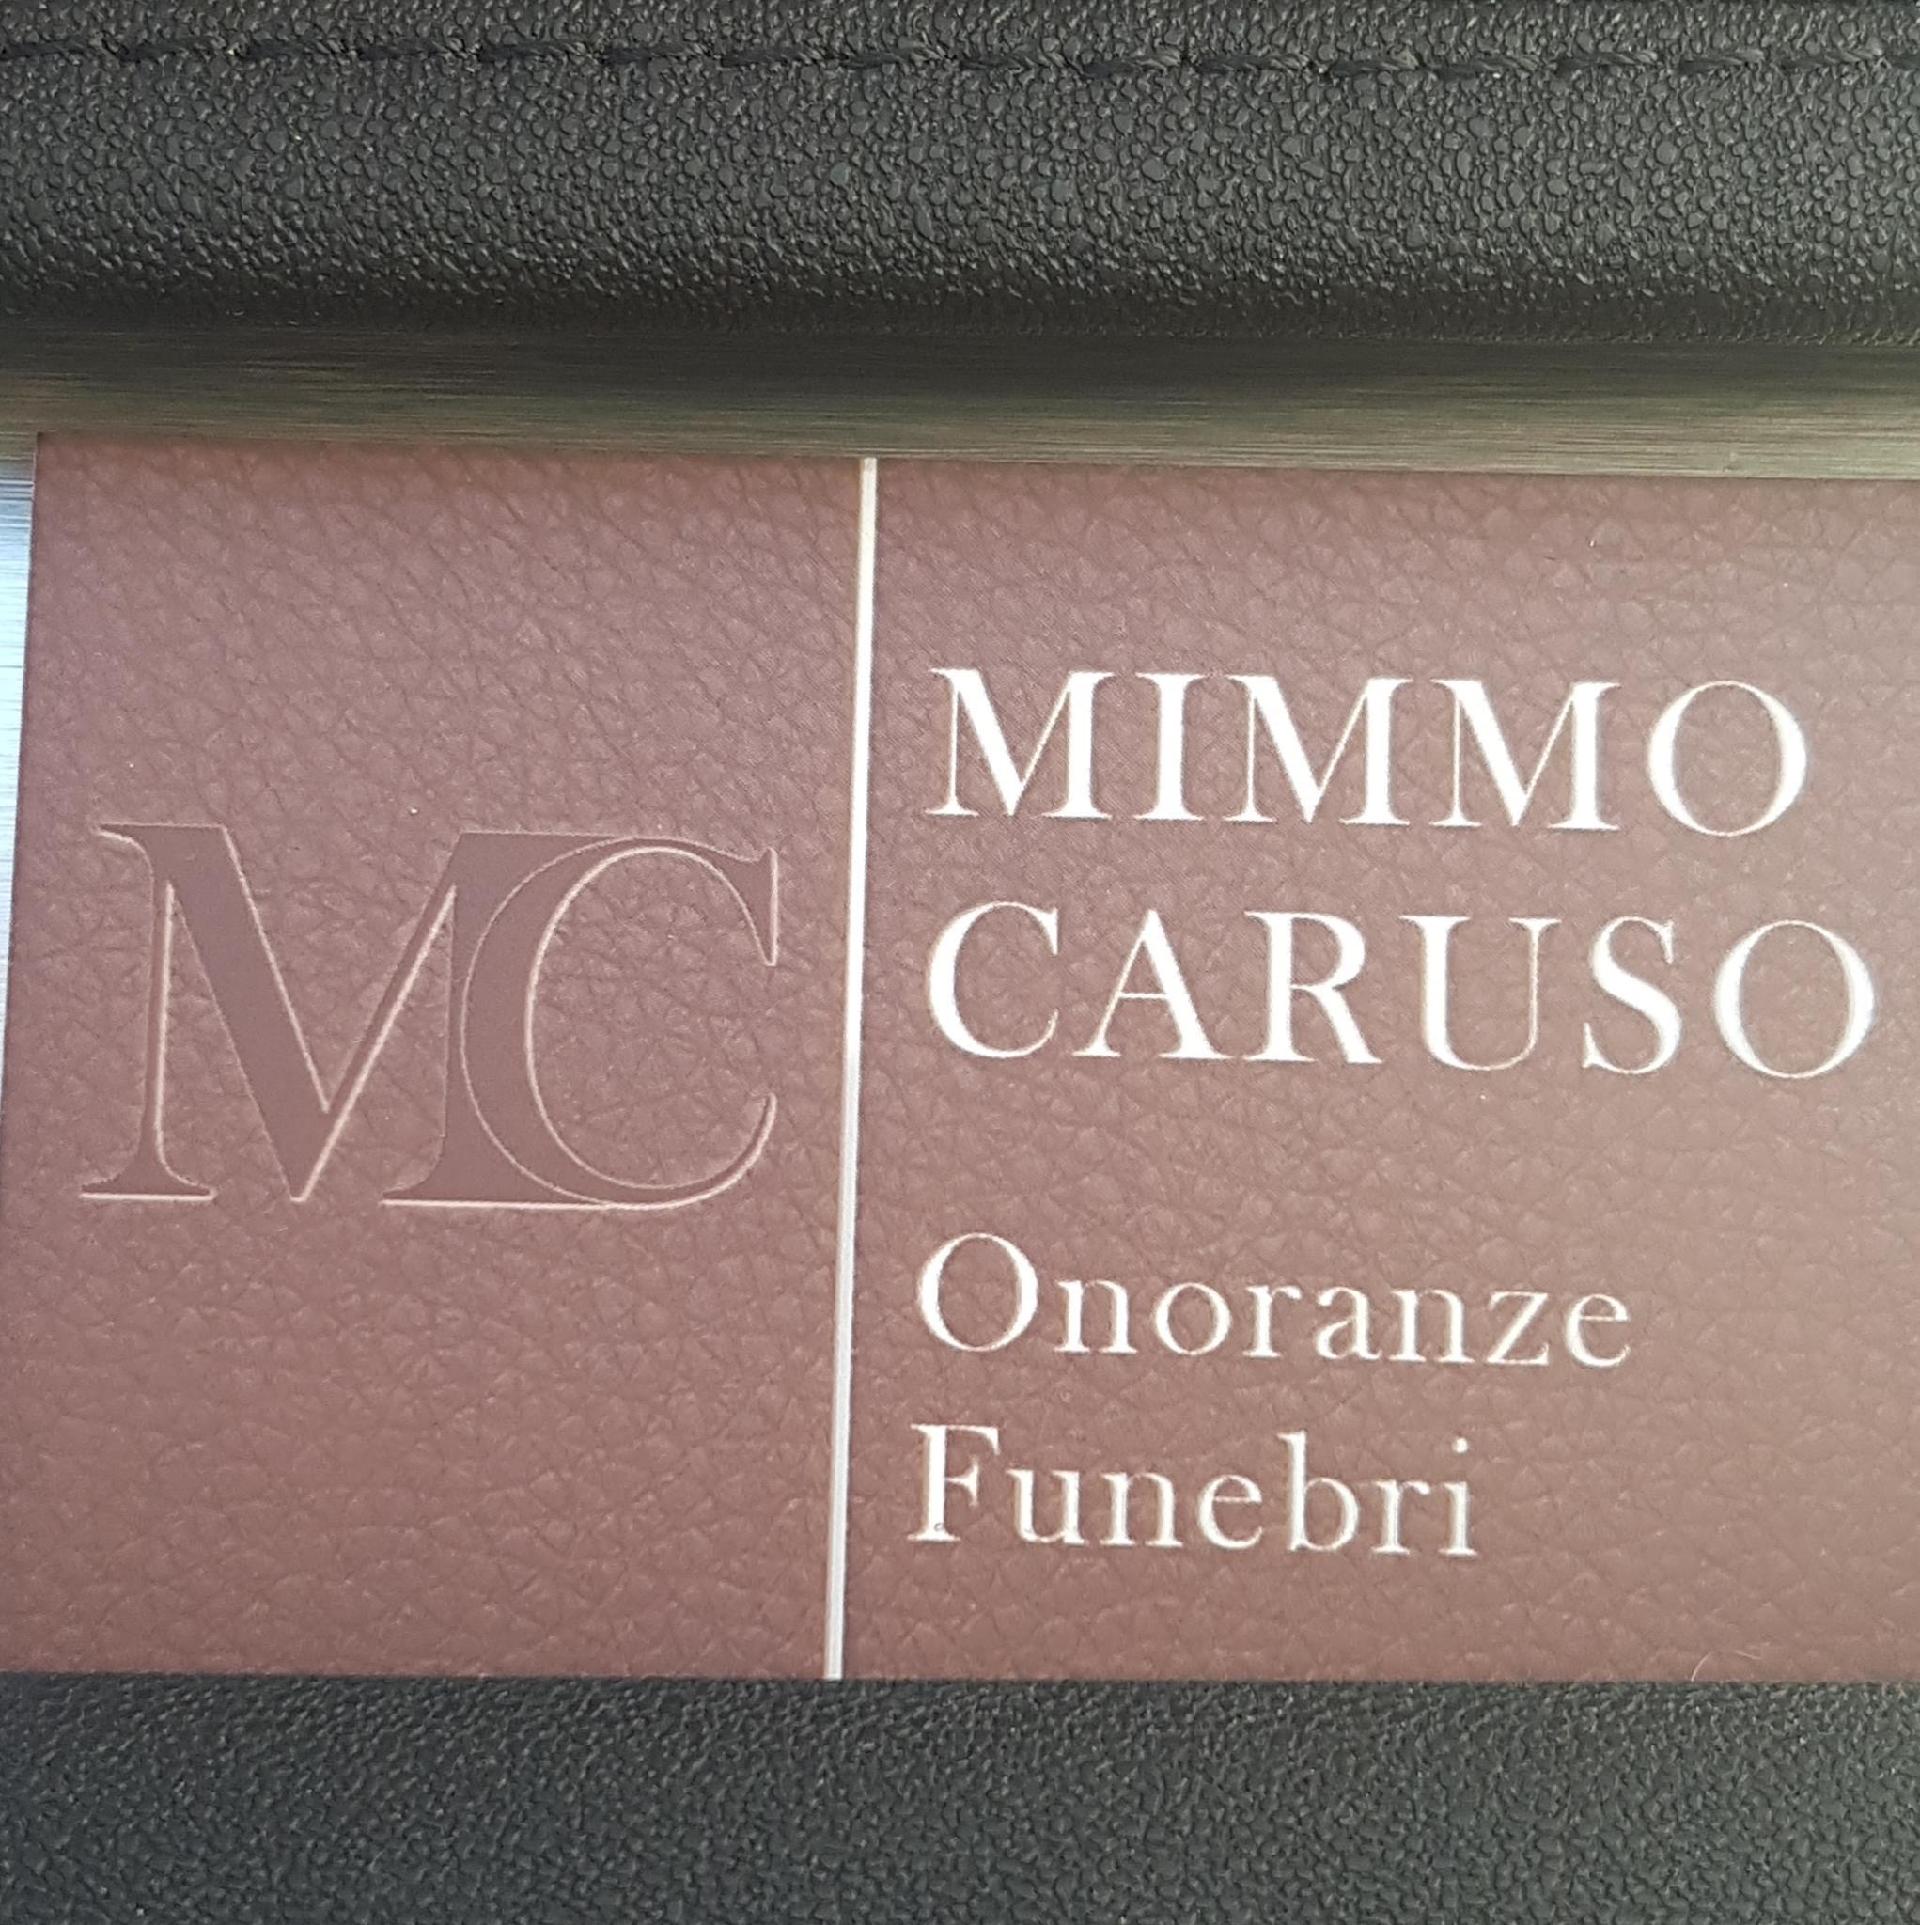 MC
MIMMO
CARUSO
Onoranze
Funebri